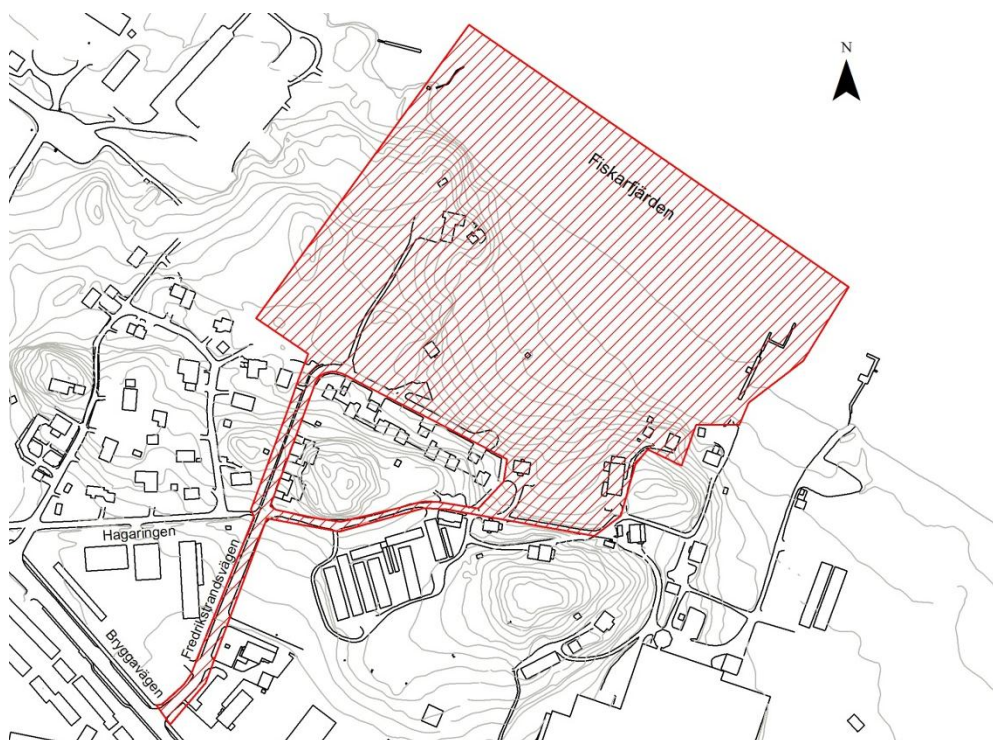 N
Fiskarfjärden
Hagaringen
Fredrikstrandsvägen
Bryggavägen